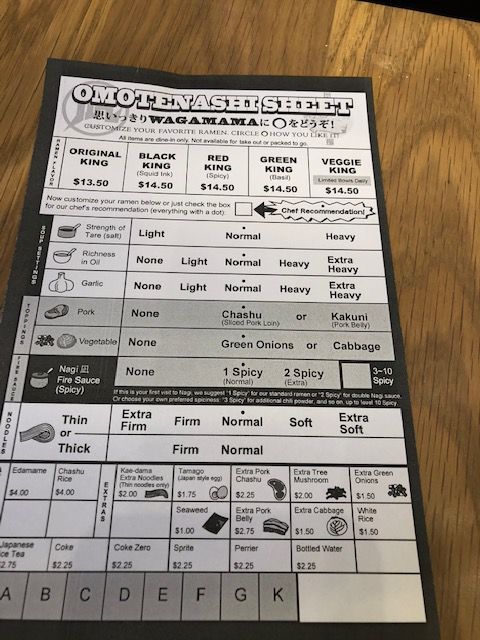 OMOTENASHI SHEET
思いっきりWAGAMAMAに○をどうぞ!
CUSTOMIZE YOUR FAVORITE RAMEN. CIRCLE ○ HOW YOU LIKE IT!
All items are dine-in only. Not available for take out or packed to go.
RAMEN FLAVOR
ORIGINAL KING $13.50
BLACK KING (Squid Ink) $14.50
RED KING (Spicy) $14.50
GREEN KING (Basil) $14.50
VEGGIE KING Limited Bowls Daily $14.50
Now customize your ramen below or just check the box
for our chef's recommendation (everything with a dot):
Chef Recommendation!
SOUP SETTINGS
Strength of Tare (salt) Light Normal Heavy
Richness in Oil None Light Normal Heavy Extra Heavy
Garlic None Light Normal Heavy Extra Heavy
TOPPINGS
Pork None Chashu (Sliced Pork Loin) or Kakuni (Pork Belly)
Vegetable None Green Onions or Cabbage
FIRE SAUCE
Nagi 凪 Fire Sauce (Spicy) None 1 Spicy (Normal) 2 Spicy (Extra) 3~10 Spicy
If this is your first visit to Nagi, we suggest '1 Spicy' for our standard ramen or '2 Spicy' for double Nagi sauce.
Or choose your own preferred spiciness: '3 Spicy' for additional chili powder, and so on, up to level 10 Spicy.
NOODLES
Thin or Thick
Extra Firm Firm Normal Soft Extra Soft
Firm Normal
Edamame $4.00
Chashu Rice $4.00
EXTRAS
Kae-dama Extra Noodles (Thin noodles only) $2.00
Tamago (Japan style egg) $1.75
Extra Pork Chashu $2.25
Extra Tree Mushroom $2.00
Extra Green Onions $1.50
Seaweed $1.00
Extra Pork Belly $2.75
Extra Cabbage $1.50
White Rice $1.50
Japanese Ice Tea $2.75
Coke $2.25
Coke Zero $2.25
Sprite $2.25
Perrier $2.25
Bottled Water $2.25
A B C D E F G K